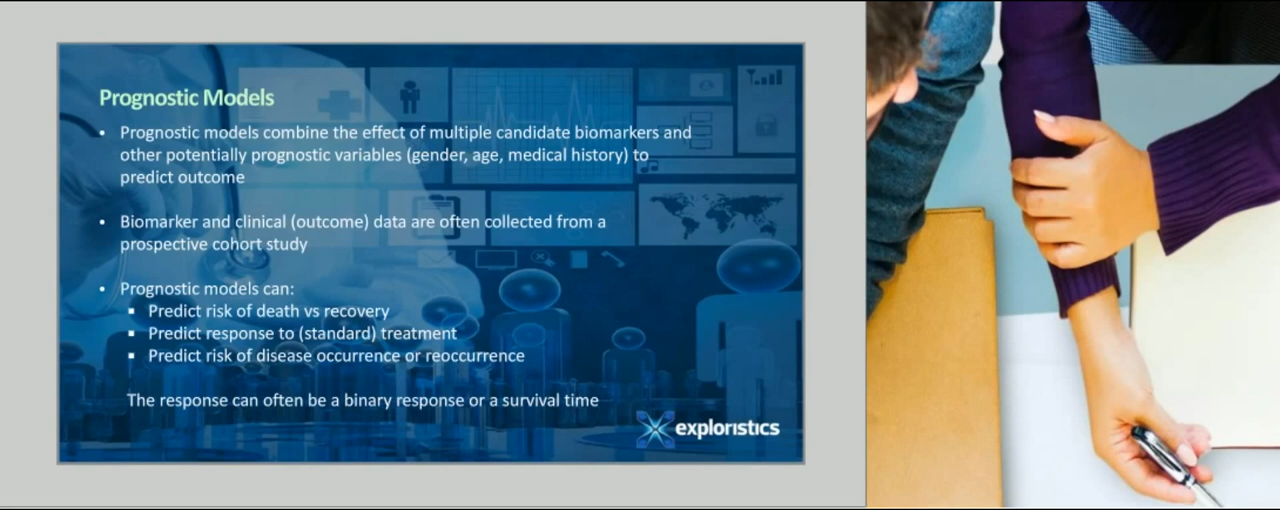 Prognostic Models
• Prognostic models combine the effect of multiple candidate biomarkers and
other potentially prognostic variables (gender, age, medical history) to
predict outcome
• Biomarker and clinical (outcome) data are often collected from a
prospective cohort study
• Prognostic models can:
▪ Predict risk of death vs recovery
▪ Predict response to (standard) treatment
▪ Predict risk of disease occurrence or reoccurrence
The response can often be a binary response or a survival time
exploristics